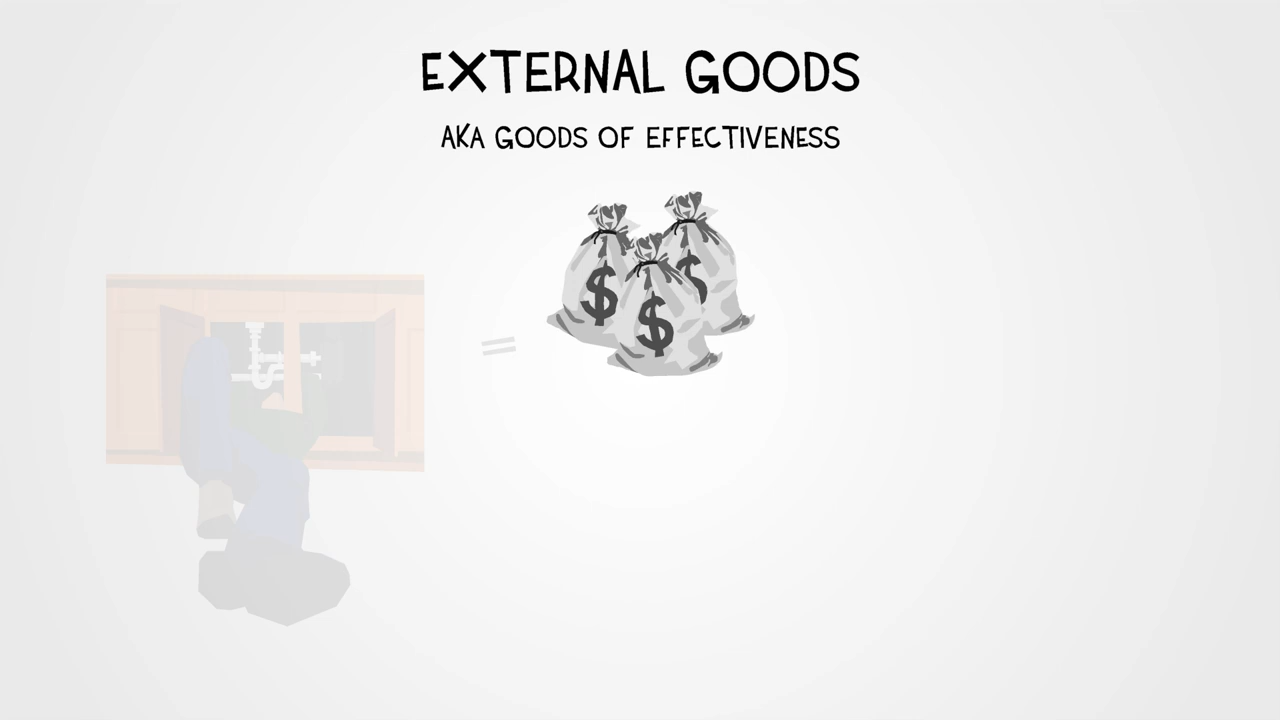 EXTERNAL GOODS
AKA GOODS OF EFFECTIVENESS
=
$ $ $